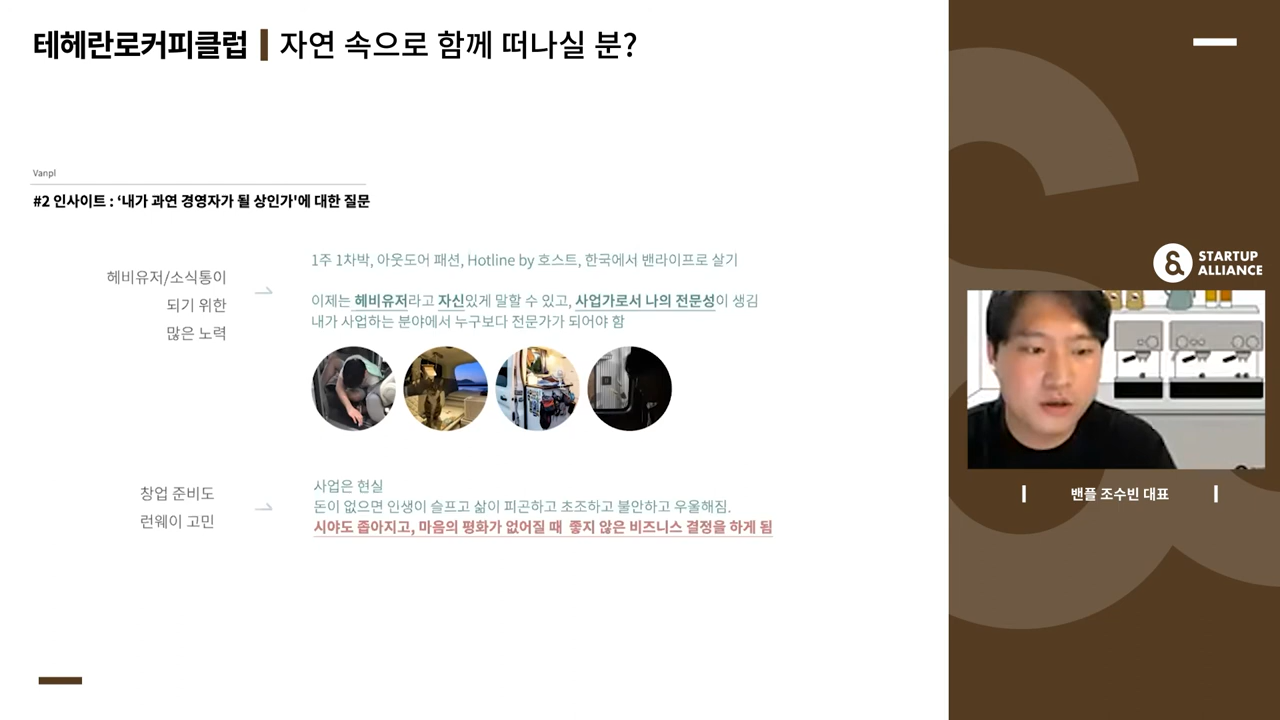 테헤란로커피클럽 | 자연 속으로 함께 떠나실 분?
Vanpl
#2 인사이트 : ‘내가 과연 경영자가 될 상인가'에 대한 질문
헤비유저/소식통이
되기 위한
많은 노력
1주 1차박, 아웃도어 패션, Hotline by 호스트, 한국에서 밴라이프로 살기
이제는 헤비유저라고 자신있게 말할 수 있고, 사업가로서 나의 전문성이 생김
내가 사업하는 분야에서 누구보다 전문가가 되어야 함
창업 준비도
런웨이 고민
사업은 현실
돈이 없으면 인생이 슬프고 삶이 피곤하고 초조하고 불안하고 우울해짐.
시야도 좁아지고, 마음의 평화가 없어질 때 좋지 않은 비즈니스 결정을 하게 됨
STARTUP
ALLIANCE
밴플 조수빈 대표